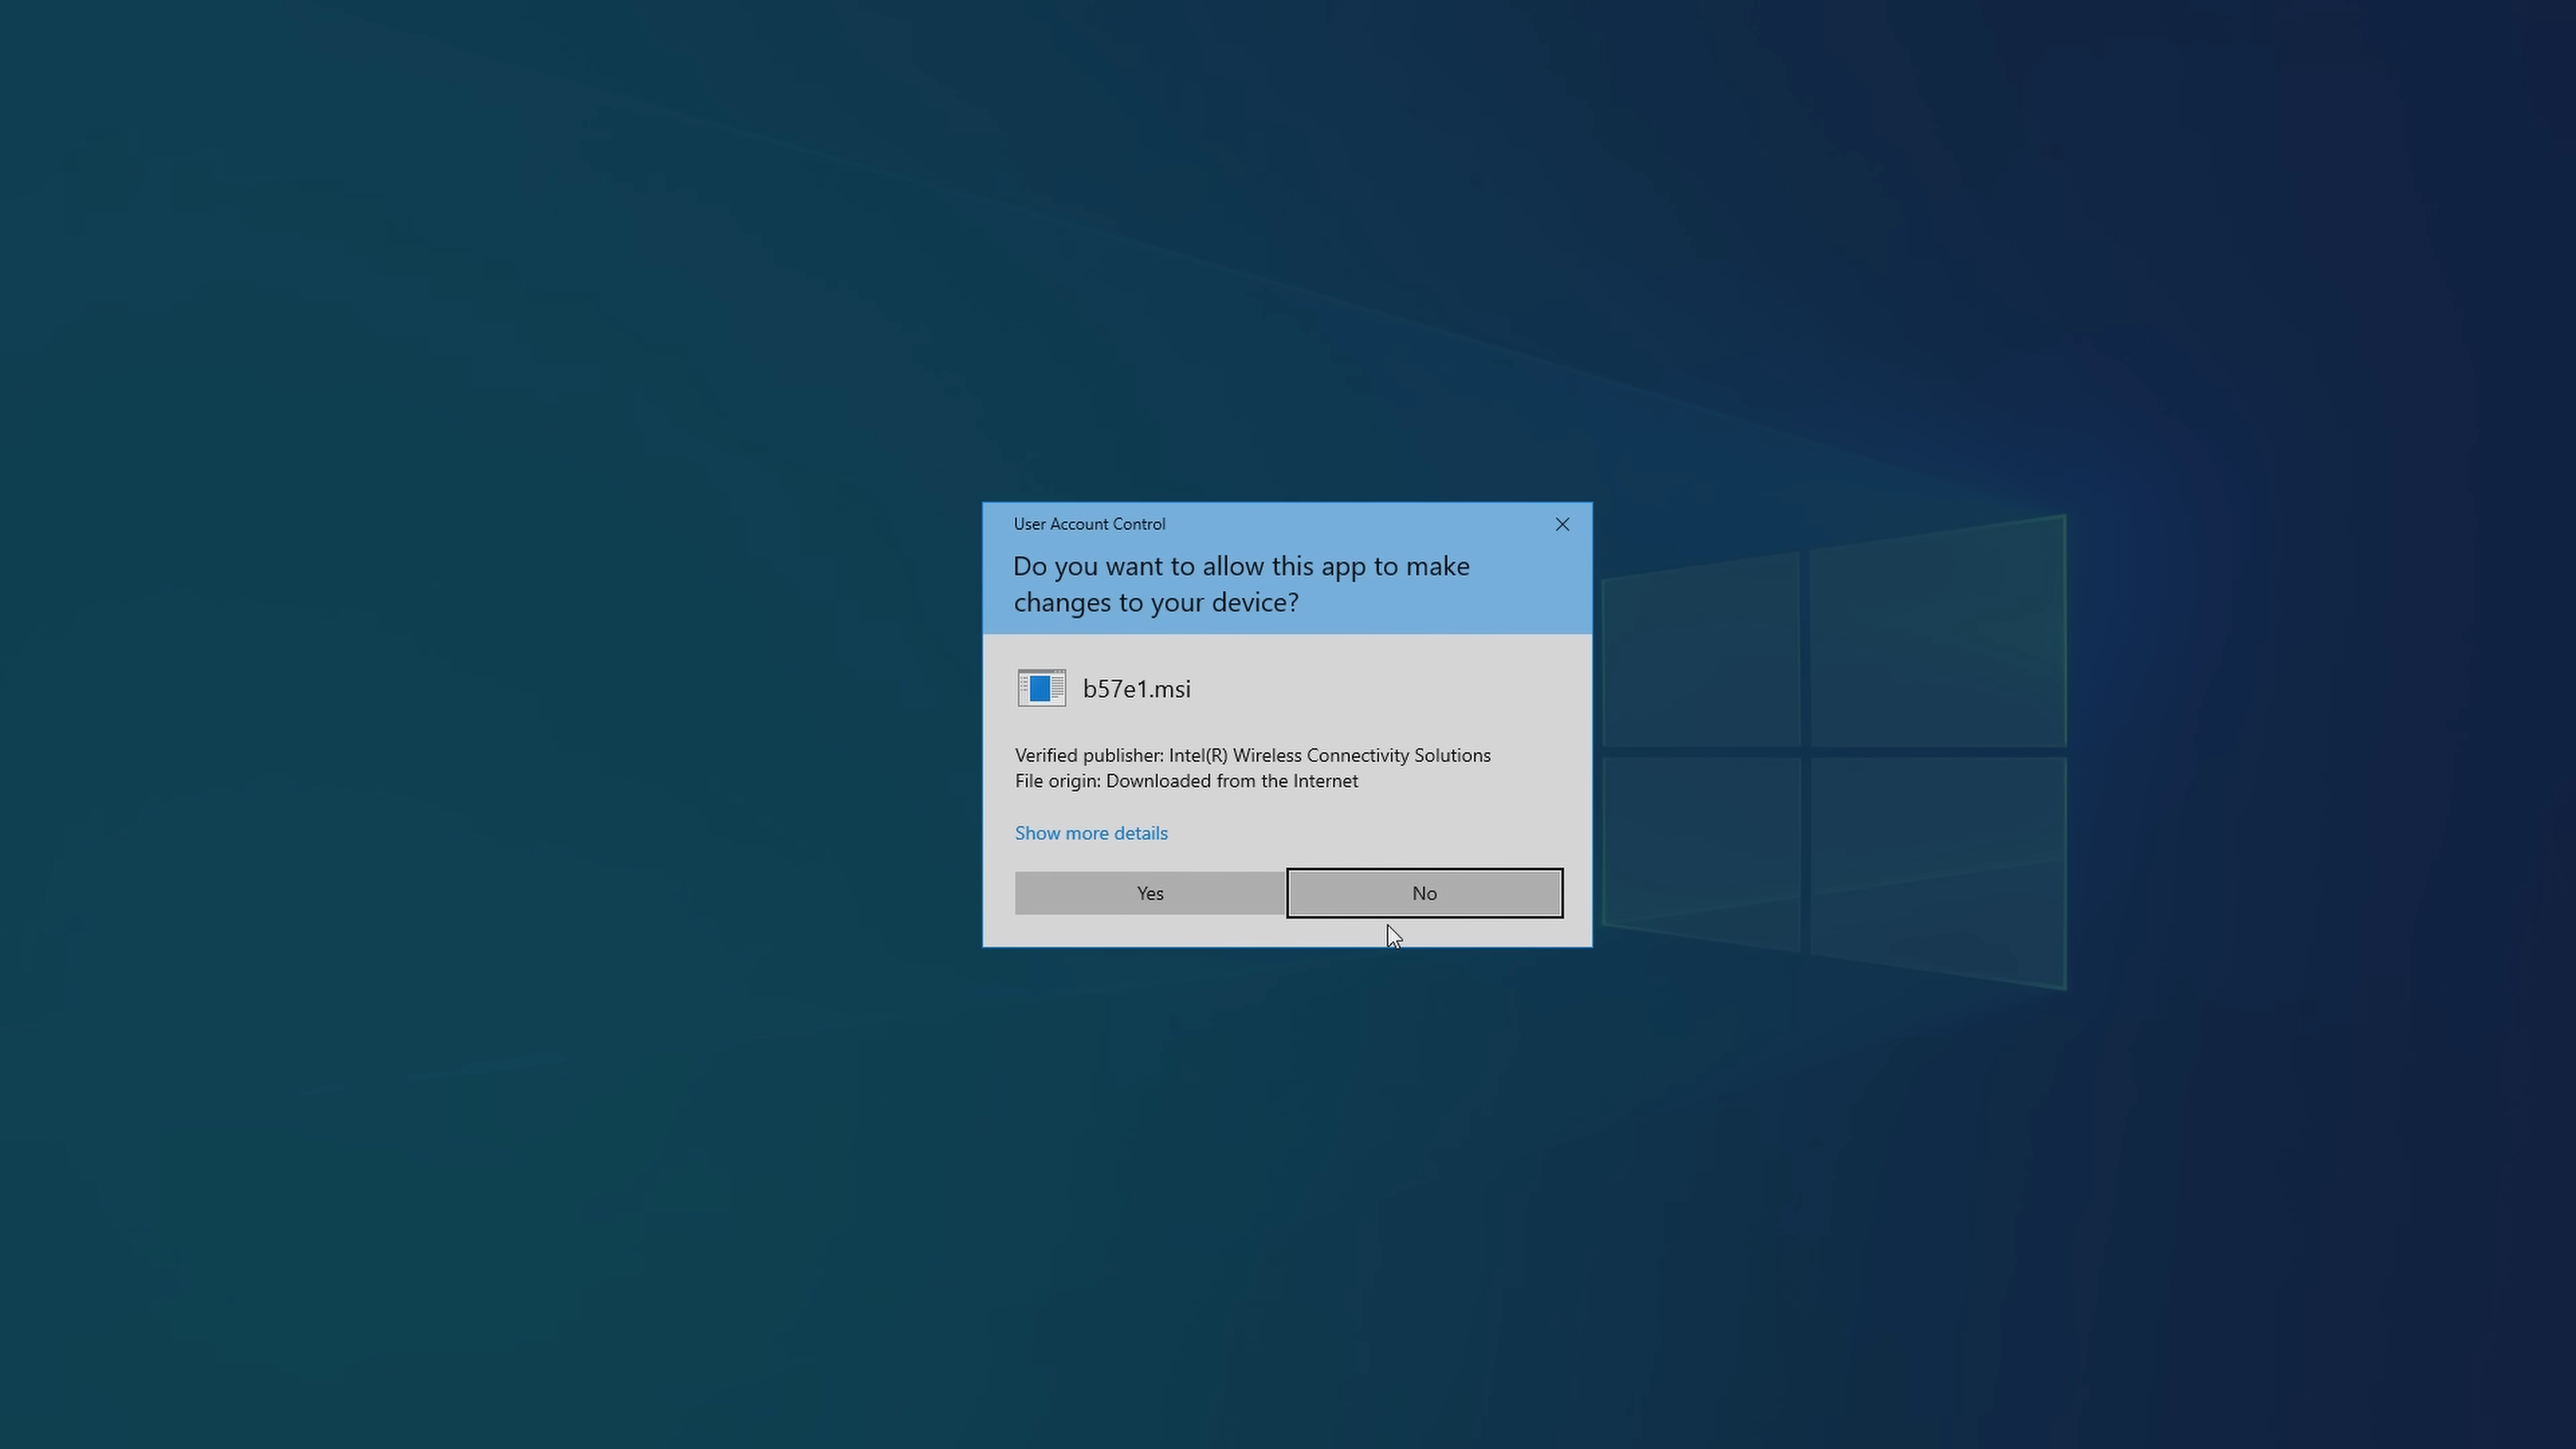 User Account Control
Do you want to allow this app to make
changes to your device?
b57e1.msi
Verified publisher: Intel(R) Wireless Connectivity Solutions
File origin: Downloaded from the Internet
Show more details
Yes
No